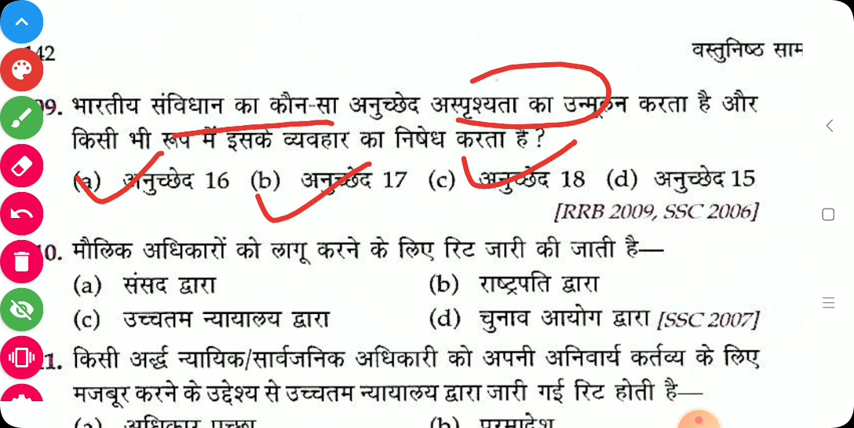 142
वस्तुनिष्ठ साम
99. भारतीय संविधान का कौन-सा अनुच्छेद अस्पृश्यता का उन्मूलन करता है और
किसी भी रूप में इसके व्यवहार का निषेध करता है ?
(a) अनुच्छेद 16 (b) अनुच्छेद 17 (c) अनुच्छेद 18 (d) अनुच्छेद 15
[RRB 2009, SSC 2006]
10. मौलिक अधिकारों को लागू करने के लिए रिट जारी की जाती है—
(a) संसद द्वारा (b) राष्ट्रपति द्वारा
(c) उच्चतम न्यायालय द्वारा (d) चुनाव आयोग द्वारा [SSC 2007]
11. किसी अर्द्ध न्यायिक/सार्वजनिक अधिकारी को अपनी अनिवार्य कर्तव्य के लिए
मजबूर करने के उद्देश्य से उच्चतम न्यायालय द्वारा जारी गई रिट होती है—
(a) अधिकार पृच्छा (b) परमादेश